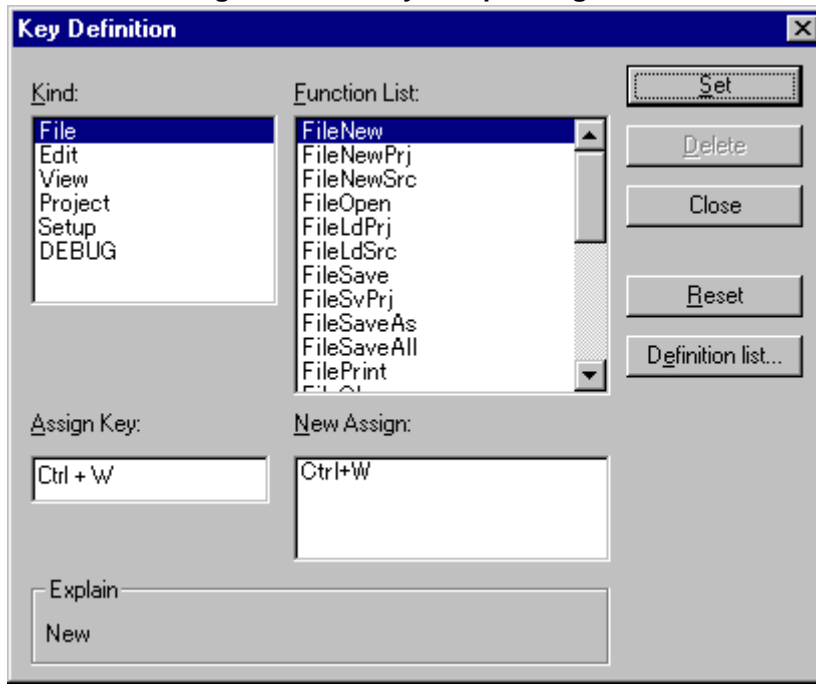 Key Definition
Kind:
File
Edit
View
Project
Setup
DEBUG
Function List:
FileNew
FileNewPrj
FileNewSrc
FileOpen
FileLdPrj
FileLdSrc
FileSave
FileSvPrj
FileSaveAs
FileSaveAll
FilePrint
Set
Delete
Close
Reset
Definition list...
Assign Key:
Ctrl + W
New Assign:
Ctrl+W
Explain
New